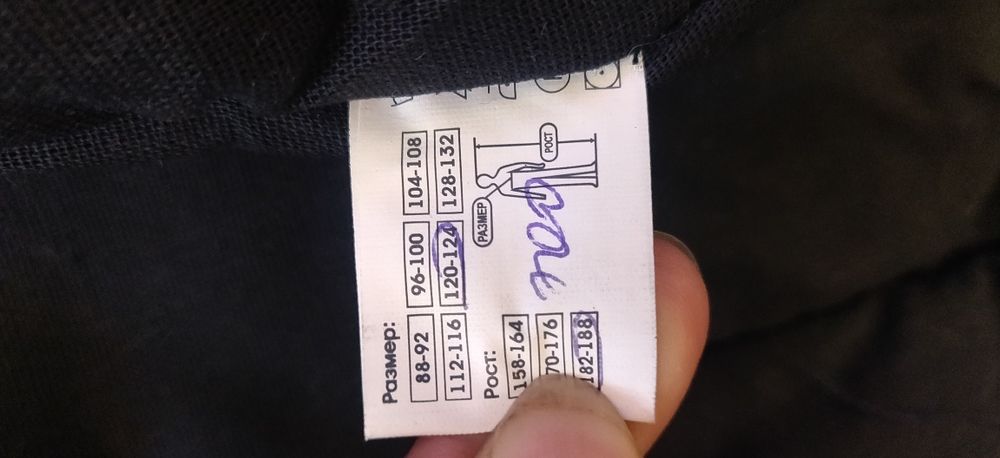 Размер:
88-92 96-100 104-108
112-116 120-124 128-132
Рост:
158-164
70-176
182-188
РАЗМЕР
РОСТ